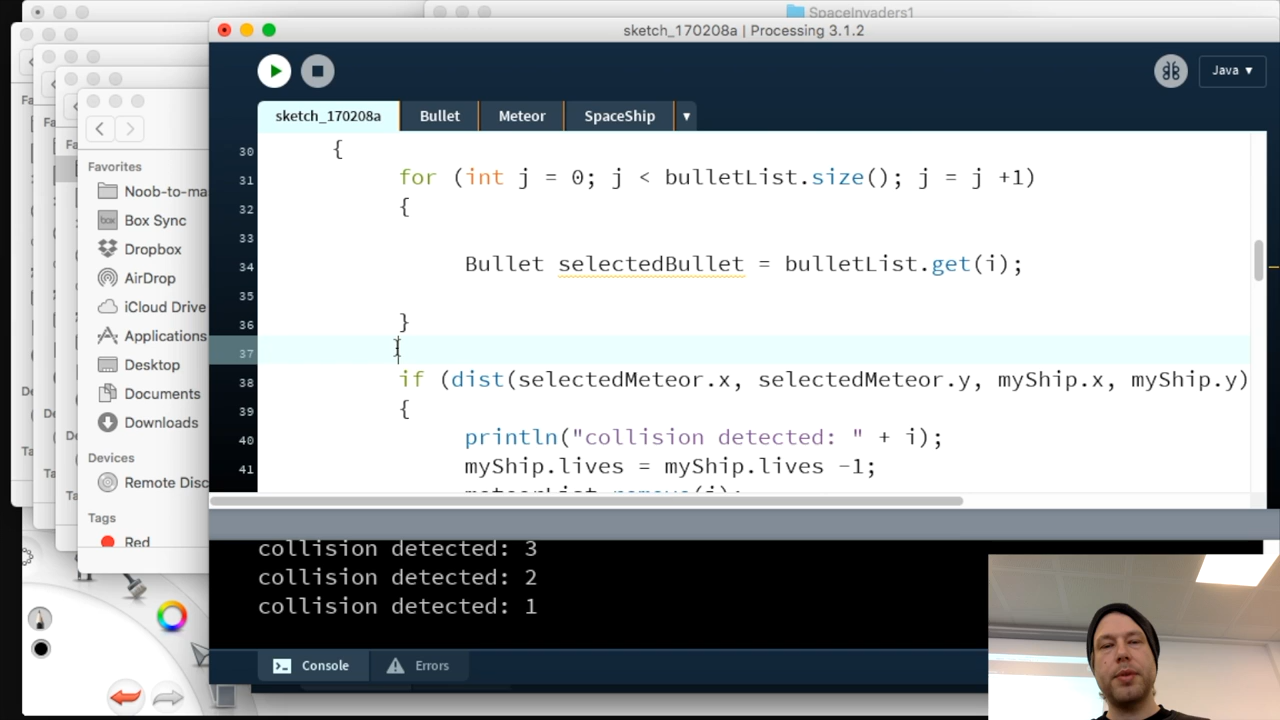 SpaceInvaders1
sketch_170208a | Processing 3.1.2
Java ▾
sketch_170208a
Bullet
Meteor
SpaceShip
▾
30 {
31 for (int j = 0; j < bulletList.size(); j = j +1)
32 {
33
34 Bullet selectedBullet = bulletList.get(i);
35
36 }
37
38 if (dist(selectedMeteor.x, selectedMeteor.y, myShip.x, myShip.y)
39 {
40 println("collision detected: " + i);
41 myShip.lives = myShip.lives -1;
collision detected: 3
collision detected: 2
collision detected: 1
Console
Errors
Favorites
Noob-to-ma
Box Sync
Dropbox
AirDrop
iCloud Drive
Applications
Desktop
Documents
Downloads
Devices
Remote Disc
Tags
Red